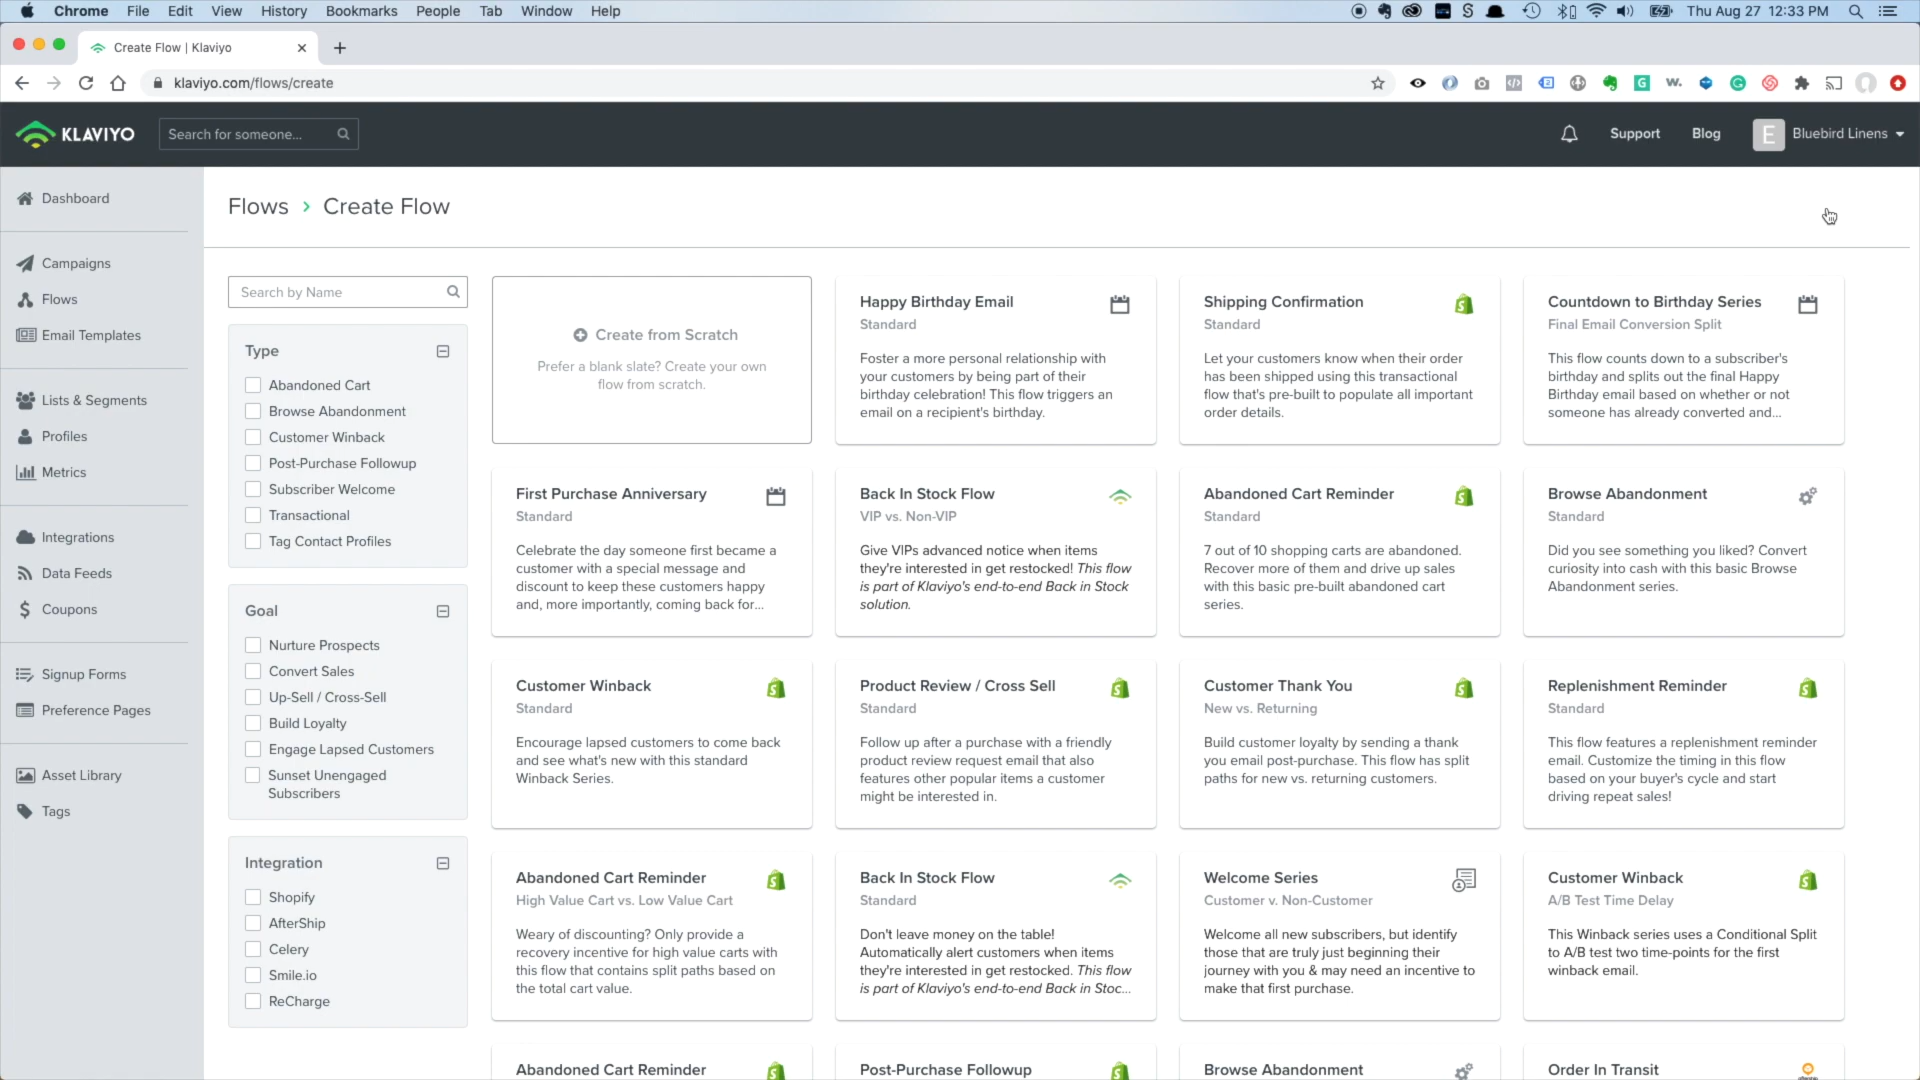 Chrome File Edit View History Bookmarks People Tab Window Help
Thu Aug 27 12:33 PM
Create Flow | Klaviyo
klaviyo.com/flows/create
KLAVIYO
Search for someone...
Support
Blog
E
Bluebird Linens
Dashboard
Campaigns
Flows
Email Templates
Lists & Segments
Profiles
Metrics
Integrations
Data Feeds
Coupons
Signup Forms
Preference Pages
Asset Library
Tags
Flows > Create Flow
Search by Name
Type
Abandoned Cart
Browse Abandonment
Customer Winback
Post-Purchase Followup
Subscriber Welcome
Transactional
Tag Contact Profiles
Goal
Nurture Prospects
Convert Sales
Up-Sell / Cross-Sell
Build Loyalty
Engage Lapsed Customers
Sunset Unengaged
Subscribers
Integration
Shopify
AfterShip
Celery
Smile.io
ReCharge
Create from Scratch
Prefer a blank slate? Create your own
flow from scratch.
Happy Birthday Email
Standard
Foster a more personal relationship with
your customers by being part of their
birthday celebration! This flow triggers an
email on a recipient's birthday.
Shipping Confirmation
Standard
Let your customers know when their order
has been shipped using this transactional
flow that's pre-built to populate all important
order details.
Countdown to Birthday Series
Final Email Conversion Split
This flow counts down to a subscriber's
birthday and splits out the final Happy
Birthday email based on whether or not
someone has already converted and...
First Purchase Anniversary
Standard
Celebrate the day someone first became a
customer with a special message and
discount to keep these customers happy
and, more importantly, coming back for...
Back In Stock Flow
VIP vs. Non-VIP
Give VIPs advanced notice when items
they're interested in get restocked! This flow
is part of Klaviyo's end-to-end Back in Stock
solution.
Abandoned Cart Reminder
Standard
7 out of 10 shopping carts are abandoned.
Recover more of them and drive up sales
with this basic pre-built abandoned cart
series.
Browse Abandonment
Standard
Did you see something you liked? Convert
curiosity into cash with this basic Browse
Abandonment series.
Customer Winback
Standard
Encourage lapsed customers to come back
and see what's new with this standard
Winback Series.
Product Review / Cross Sell
Standard
Follow up after a purchase with a friendly
product review request email that also
features other popular items a customer
might be interested in.
Customer Thank You
New vs. Returning
Build customer loyalty by sending a thank
you email post-purchase. This flow has split
paths for new vs. returning customers.
Replenishment Reminder
Standard
This flow features a replenishment reminder
email. Customize the timing in this flow
based on your buyer's cycle and start
driving repeat sales!
Abandoned Cart Reminder
High Value Cart vs. Low Value Cart
Weary of discounting? Only provide a
recovery incentive for high value carts with
this flow that contains split paths based on
the total cart value.
Back In Stock Flow
Standard
Don't leave money on the table!
Automatically alert customers when items
they're interested in get restocked. This flow
is part of Klaviyo's end-to-end Back in Stoc...
Welcome Series
Customer v. Non-Customer
Welcome all new subscribers, but identify
those that are truly just beginning their
journey with you & may need an incentive to
make that first purchase.
Customer Winback
A/B Test Time Delay
This Winback series uses a Conditional Split
to A/B test two time-points for the first
winback email.
Abandoned Cart Reminder
Post-Purchase Followup
Browse Abandonment
Order In Transit